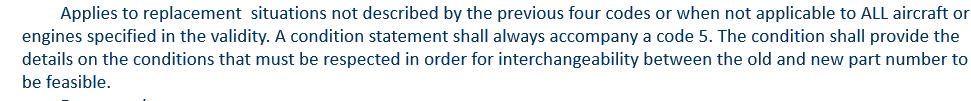 Applies to replacement  situations not described by the previous four codes or when not applicable to ALL aircraft or
engines specified in the validity. A condition statement shall always accompany a code 5. The condition shall provide the
details on the conditions that must be respected in order for interchangeability between the old and new part number to
be feasible.